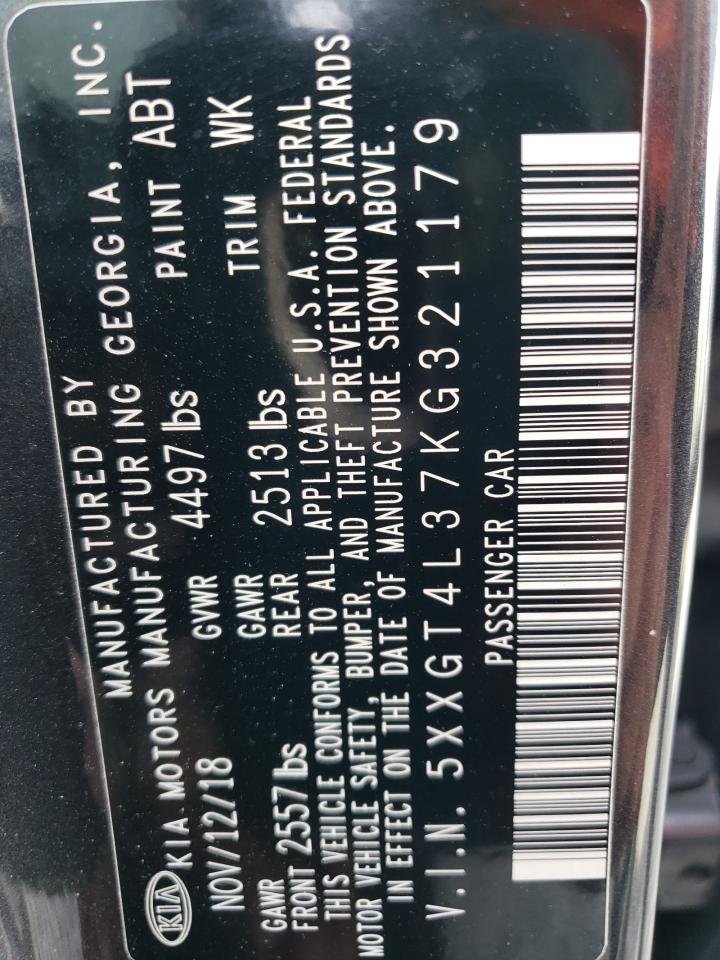 MANUFACTURED BY
KIA KIA MOTORS MANUFACTURING GEORGIA, INC.
NOV/12/18 GVWR 4497 lbs PAINT ABT
GAWR FRONT 2557 lbs GAWR REAR 2513 lbs TRIM WK
THIS VEHICLE CONFORMS TO ALL APPLICABLE U.S.A. FEDERAL
MOTOR VEHICLE SAFETY, BUMPER, AND THEFT PREVENTION STANDARDS
IN EFFECT ON THE DATE OF MANUFACTURE SHOWN ABOVE.
V.I.N. 5XXGT4L37KG321179
PASSENGER CAR